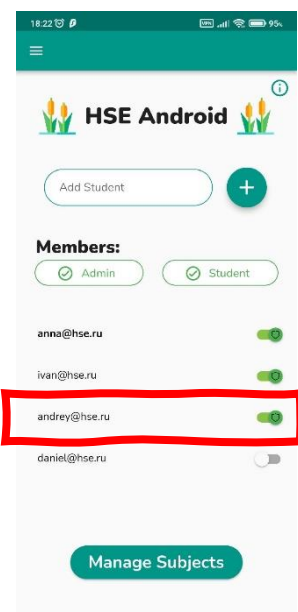 18:22
VPN
95%
HSE Android
Add Student
Members:
Admin
Student
anna@hse.ru
ivan@hse.ru
andrey@hse.ru
daniel@hse.ru
Manage Subjects